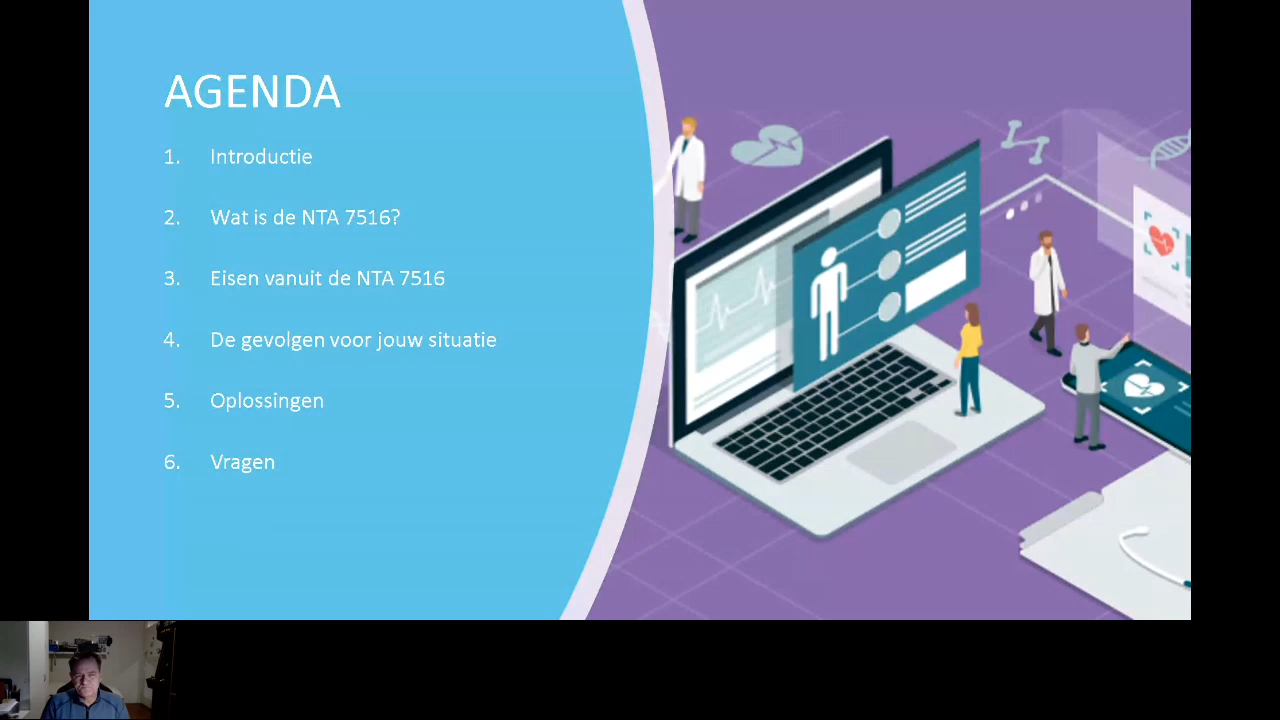 AGENDA
1. Introductie
2. Wat is de NTA 7516?
3. Eisen vanuit de NTA 7516
4. De gevolgen voor jouw situatie
5. Oplossingen
6. Vragen